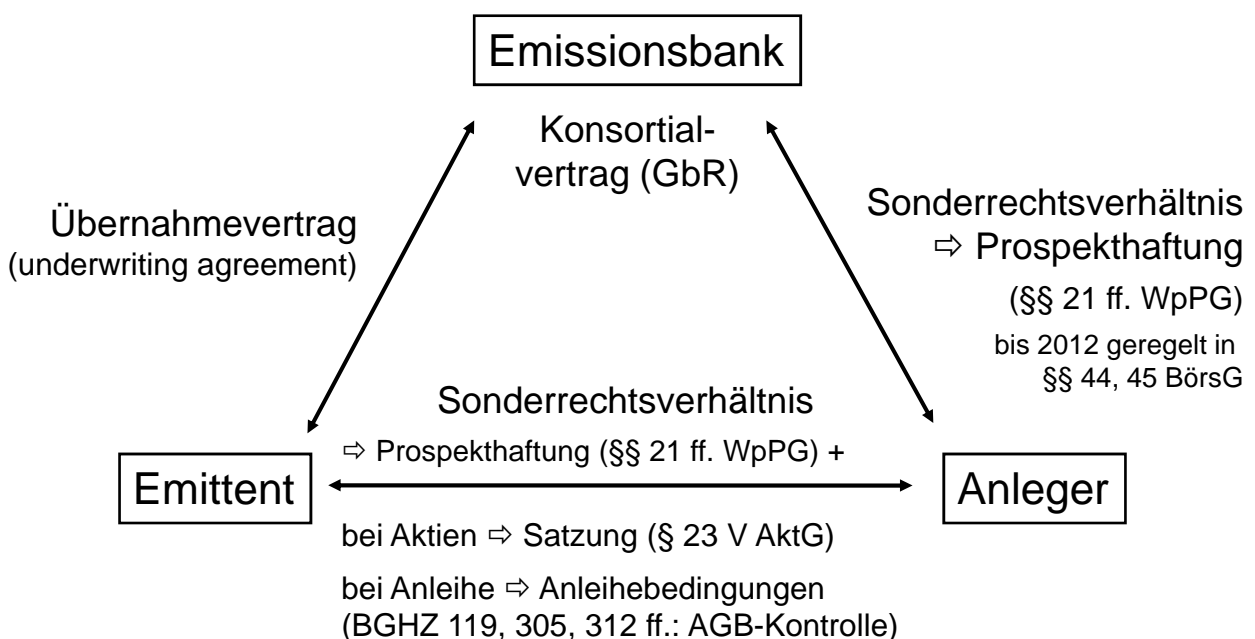 Emissionsbank
Konsortial-
vertrag (GbR)
Übernahmevertrag
(underwriting agreement)
Sonderrechtsverhältnis
⇨ Prospekthaftung
(§§ 21 ff. WpPG)
bis 2012 geregelt in
§§ 44, 45 BörsG
Sonderrechtsverhältnis
⇨ Prospekthaftung (§§ 21 ff. WpPG) +
Emittent
Anleger
bei Aktien ⇨ Satzung (§ 23 V AktG)
bei Anleihe ⇨ Anleihebedingungen
(BGHZ 119, 305, 312 ff.: AGB-Kontrolle)